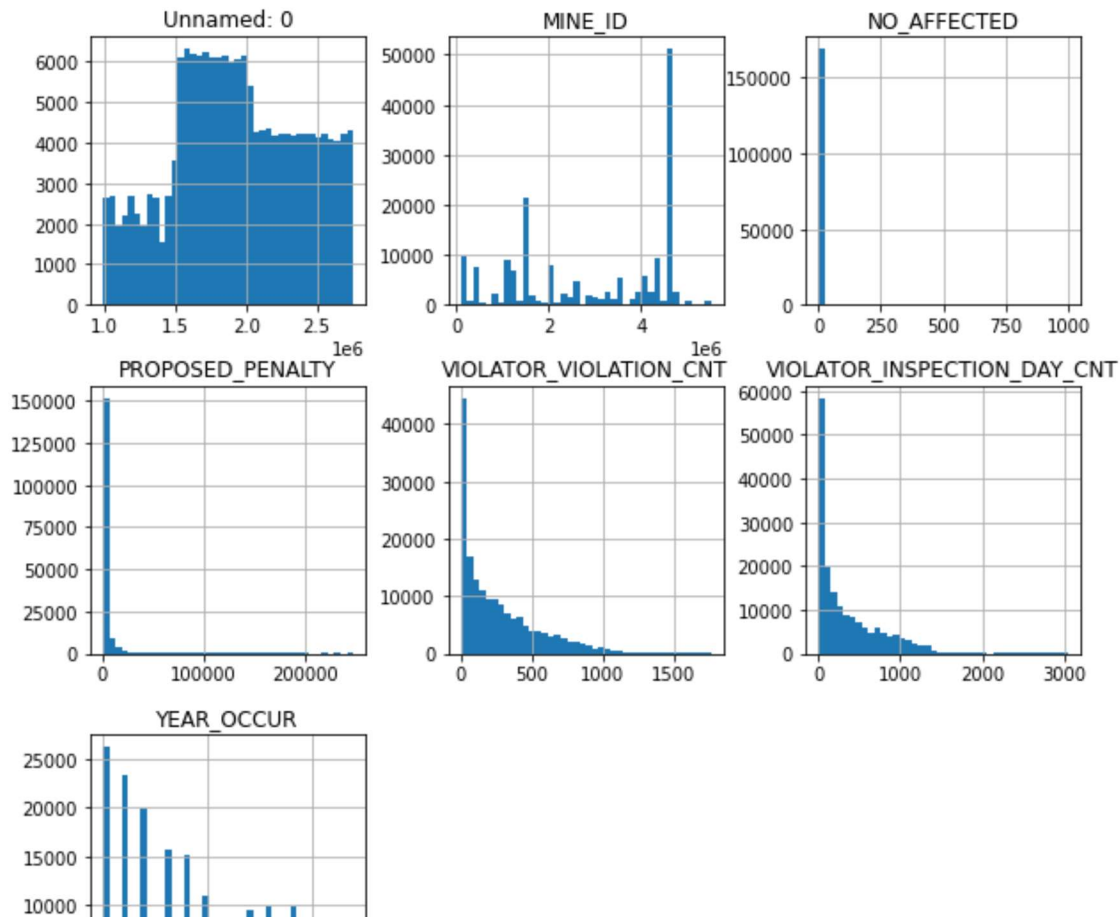 Unnamed: 0
6000
5000
4000
3000
2000
1000
0
1.0 1.5 2.0 2.5
1e6
MINE_ID
50000
40000
30000
20000
10000
0
0 2 4
1e6
NO_AFFECTED
150000
100000
50000
0
0 250 500 750 1000
PROPOSED_PENALTY
150000
125000
100000
75000
50000
25000
0
0 100000 200000
VIOLATOR_VIOLATION_CNT
40000
30000
20000
10000
0
0 500 1000 1500
VIOLATOR_INSPECTION_DAY_CNT
60000
50000
40000
30000
20000
10000
0
0 1000 2000 3000
YEAR_OCCUR
25000
20000
15000
10000